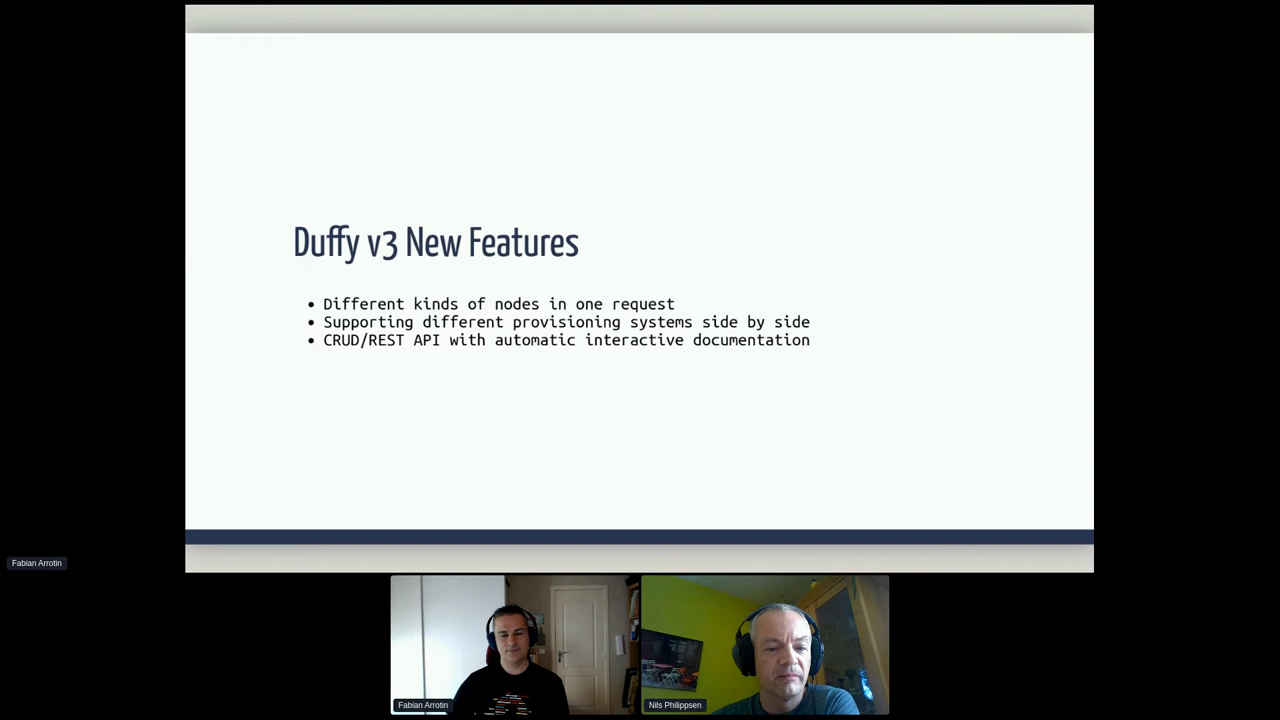 Duffy v3 New Features
• Different kinds of nodes in one request
• Supporting different provisioning systems side by side
• CRUD/REST API with automatic interactive documentation
Fabian Arrotin
Fabian Arrotin
Nils Philippsen